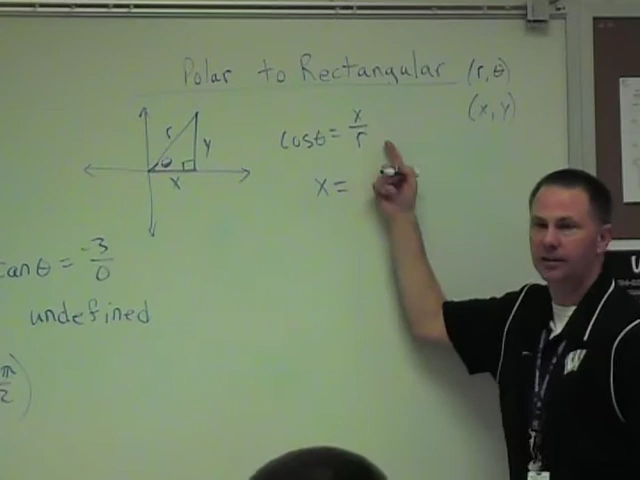 Polar to Rectangular (r, θ)
(x, y)
r
θ
y
x
cosθ = x/r
x =
tanθ = -3/0
undefined
π/2)
W